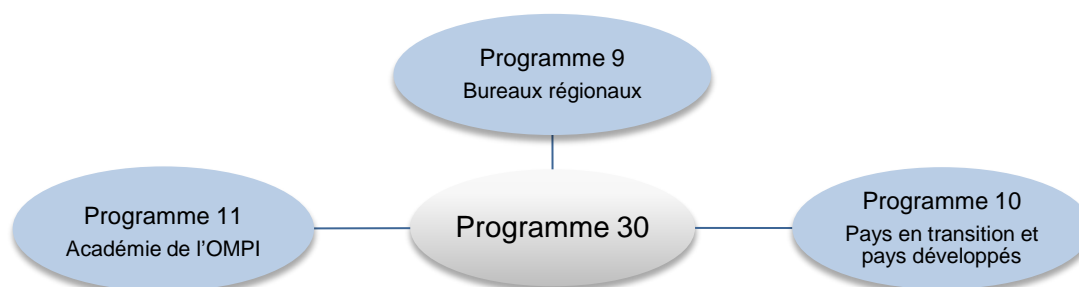 Programme 9
Bureaux régionaux
Programme 11
Académie de l'OMPI
Programme 30
Programme 10
Pays en transition et
pays développés